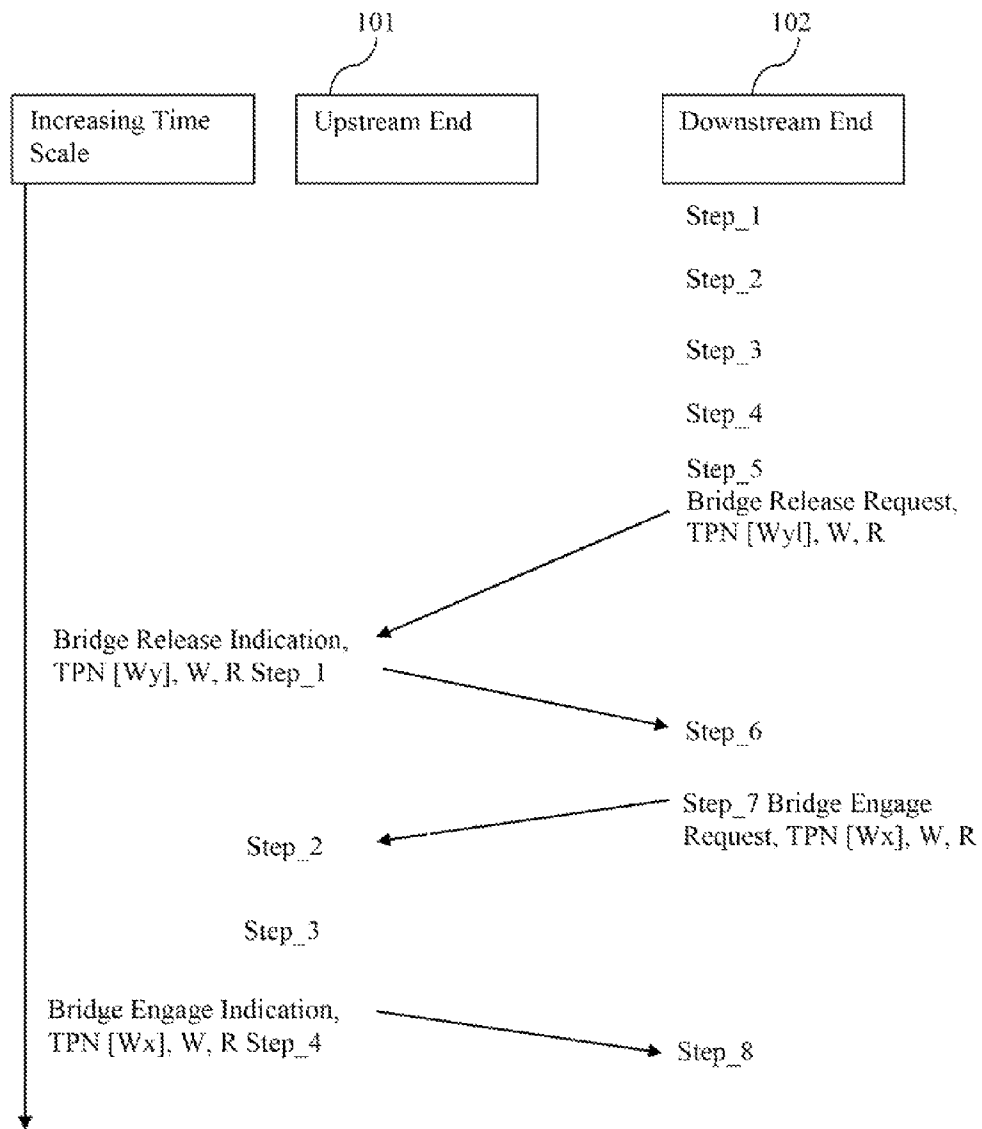 101
102
Increasing Time
Scale
Upstream End
Downstream End
Step_1
Step_2
Step_3
Step_4
Step_5
Bridge Release Request,
TPN [Wyl], W, R
Bridge Release Indication,
TPN [Wy], W, R Step_1
Step_6
Step_7 Bridge Engage
Request, TPN [Wx], W, R
Step_2
Step_3
Bridge Engage Indication,
TPN [Wx], W, R Step_4
Step_8